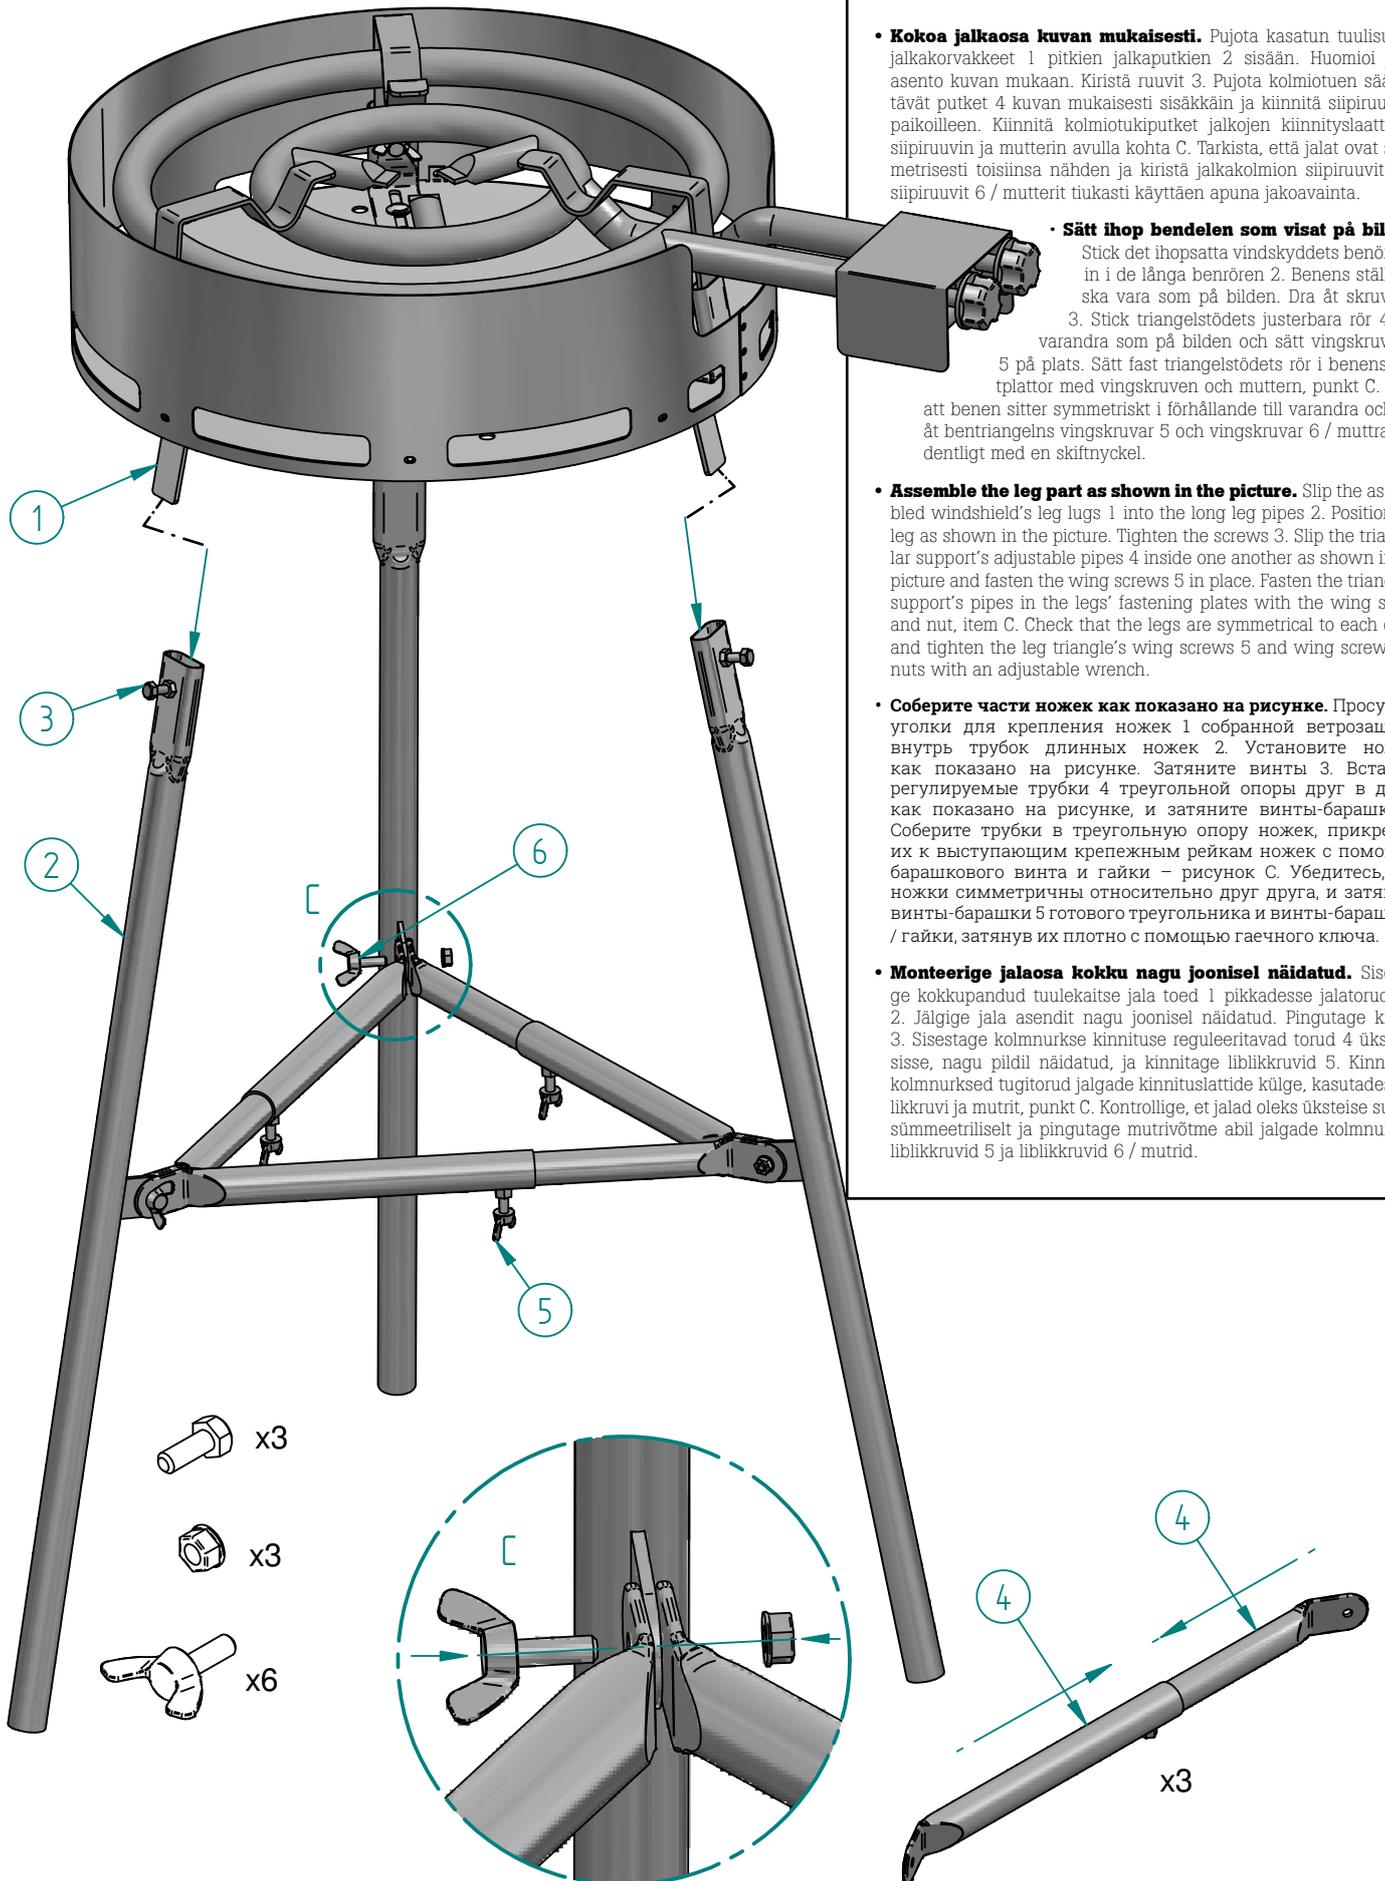 • Kokoa jalkaosa kuvan mukaisesti. Pujota kasatun tuulisu
jalkakorvakkeet 1 pitkien jalkaputkien 2 sisään. Huomioi
asento kuvan mukaan. Kiristä ruuvit 3. Pujota kolmiotuen sää
tävät putket 4 kuvan mukaisesti sisäkkäin ja kiinnitä siipiruu
paikoilleen. Kiinnitä kolmiotukiputket jalkojen kiinnityslaatt
siipiruuvin ja mutterin avulla kohta C. Tarkista, että jalat ovat
metrisesti toisiinsa nähden ja kiristä jalkakolmion siipiruuvit
siipiruuvit 6 / mutterit tiukasti käyttäen apuna jakoavainta.
• Sätt ihop bendelen som visat på bil
Stick det ihopsatta vindskyddets benö
in i de långa benrören 2. Benens ställ
ska vara som på bilden. Dra åt skruv
3. Stick triangelstödets justerbara rör 4
varandra som på bilden och sätt vingskruv
5 på plats. Sätt fast triangelstödets rör i benens
tplattor med vingskruven och muttern, punkt C.
att benen sitter symmetriskt i förhållande till varandra och
åt bentriangelns vingskruvar 5 och vingskruvar 6 / muttra
dentligt med en skiftnyckel.
• Assemble the leg part as shown in the picture. Slip the as
bled windshield's leg lugs 1 into the long leg pipes 2. Position
leg as shown in the picture. Tighten the screws 3. Slip the tria
lar support's adjustable pipes 4 inside one another as shown i
picture and fasten the wing screws 5 in place. Fasten the trian
support's pipes in the legs' fastening plates with the wing s
and nut, item C. Check that the legs are symmetrical to each
and tighten the leg triangle's wing screws 5 and wing screw
nuts with an adjustable wrench.
• Соберите части ножек как показано на рисунке. Просу
уголки для крепления ножек 1 собранной ветрозащ
внутрь трубок длинных ножек 2. Установите но
как показано на рисунке. Затяните винты 3. Вста
регулируемые трубки 4 треугольной опоры друг в д
как показано на рисунке, и затяните винты-барашк
Соберите трубки в треугольную опору ножек, прикре
их к выступающим крепежным рейкам ножек с помо
барашкового винта и гайки – рисунок C. Убедитесь,
ножки симметричны относительно друг друга, и затя
винты-барашки 5 готового треугольника и винты-бараш
/ гайки, затянув их плотно с помощью гаечного ключа.
• Monteerige jalaosa kokku nagu joonisel näidatud. Sise
ge kokkupandud tuulekaitse jala toed 1 pikkadesse jalatoruc
2. Jälgige jala asendit nagu joonisel näidatud. Pingutage k
3. Sisestage kolmnurkse kinnituse reguleeritavad torud 4 üks
sisse, nagu pildil näidatud, ja kinnitage liblikkruvid 5. Kinn
kolmnurksed tugitorud jalgade kinnituslattide külge, kasutades
likkruvi ja mutrit, punkt C. Kontrollige, et jalad oleks üksteise su
sümmeetriliselt ja pingutage mutrivõtme abil jalgade kolmnu
liblikkruvid 5 ja liblikkruvid 6 / mutrid.
1
3
2
6
C
5
x3
x3
x6
C
4
4
x3